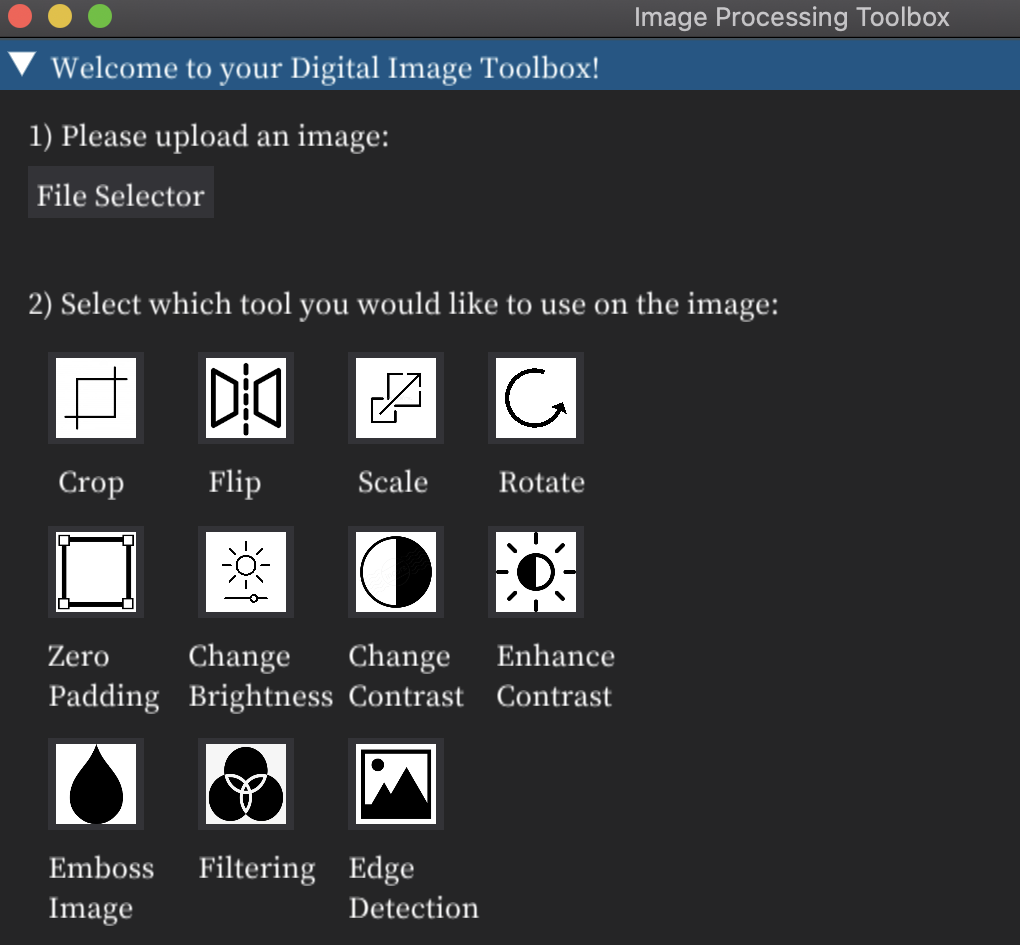 Image Processing Toolbox
Welcome to your Digital Image Toolbox!
1) Please upload an image:
File Selector
2) Select which tool you would like to use on the image:
Crop
Flip
Scale
Rotate
Zero
Padding
Change
Brightness
Change
Contrast
Enhance
Contrast
Emboss
Image
Filtering
Edge
Detection